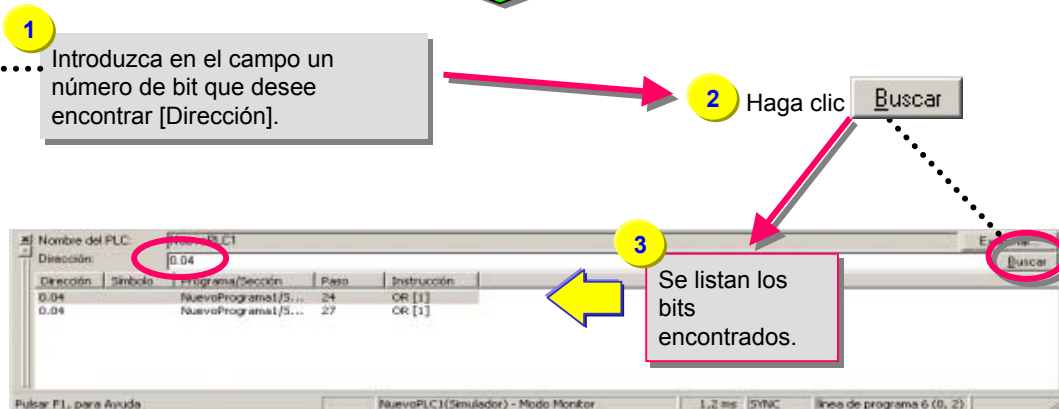 1
Introduzca en el campo un
número de bit que desee
encontrar [Dirección].
2 Haga clic Buscar
3
Se listan los
bits
encontrados.
Nombre del PLC: NuevoPLC1
Dirección: 0.04 Buscar
Dirección Símbolo Programa/Sección Paso Instrucción
0.04 NuevoPrograma1/S... 24 OR [1]
0.04 NuevoPrograma1/S... 27 OR [1]
Pulsar F1, para Ayuda NuevoPLC1(Simulador) - Modo Monitor 1,2 ms SYNC línea de programa 6 (0, 2)